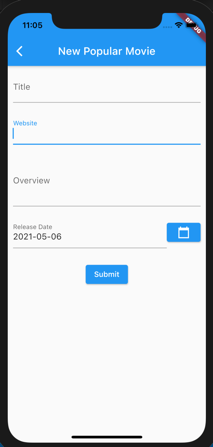 11:05
DEBUG
New Popular Movie
Title
Website
Overview
Release Date
2021-05-06
Submit